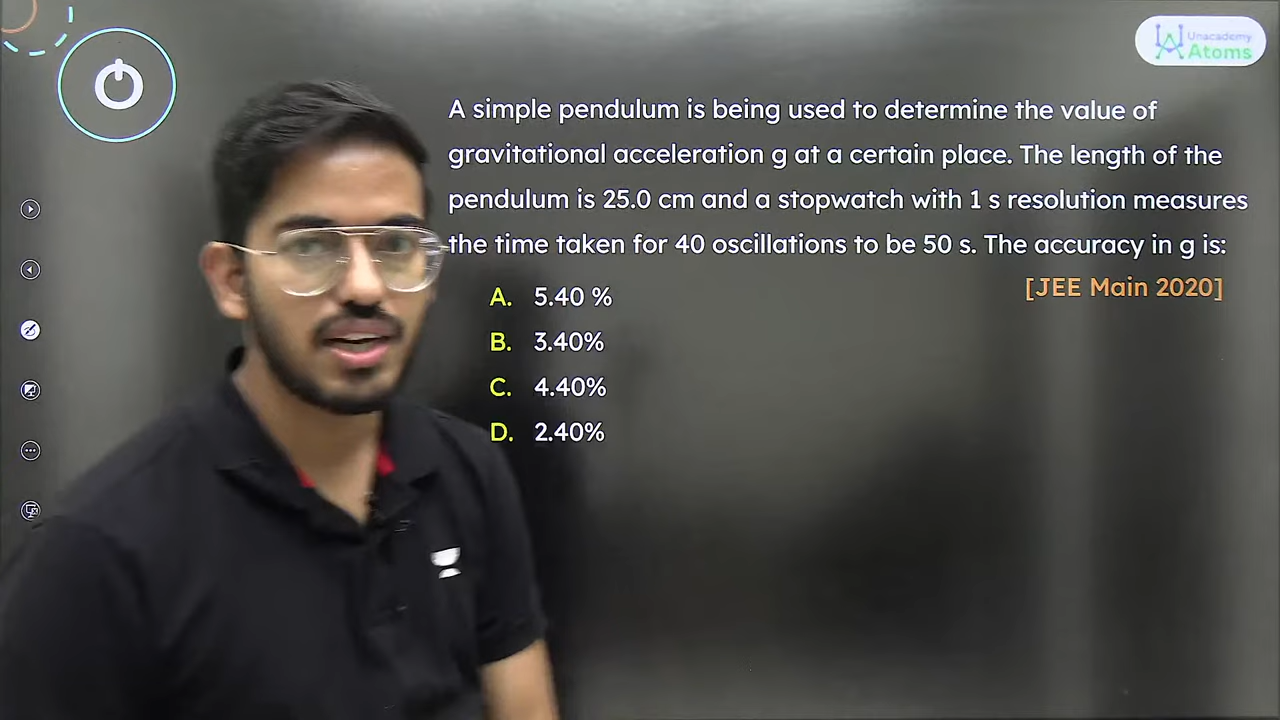 Unacademy
Atoms
A simple pendulum is being used to determine the value of
gravitational acceleration g at a certain place. The length of the
pendulum is 25.0 cm and a stopwatch with 1 s resolution measures
the time taken for 40 oscillations to be 50 s. The accuracy in g is:
[JEE Main 2020]
A. 5.40 %
B. 3.40%
C. 4.40%
D. 2.40%